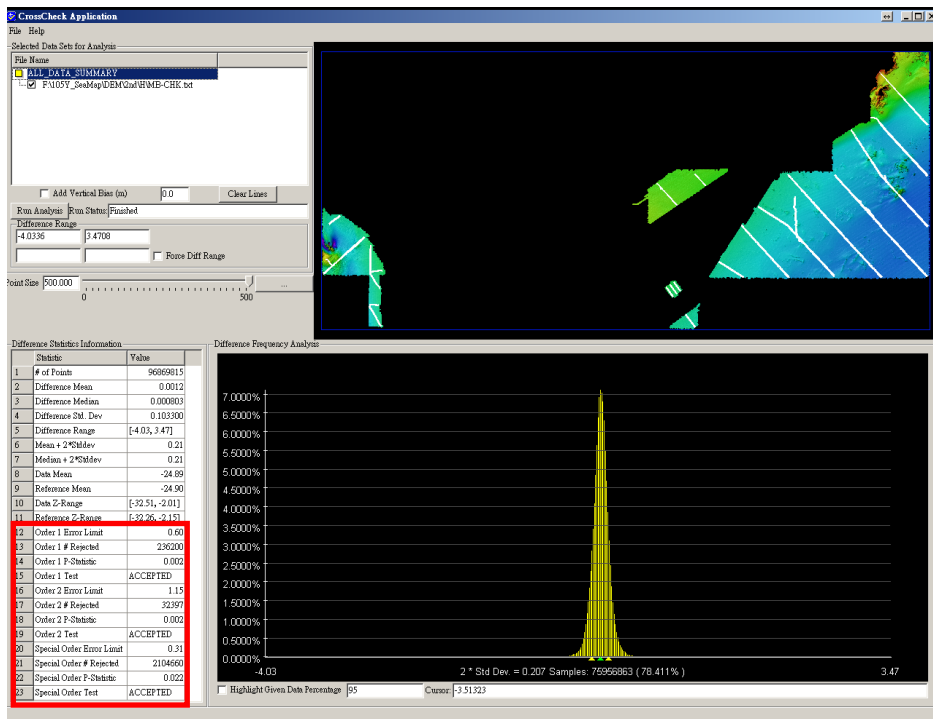 CrossCheck Application
File Help
Selected Data Sets for Analysis
File Name
ALL_DATA_SUMMARY
F:\105Y_SeaMap\DEM\2nd\H\MB-CHK.txt
Add Vertical Bias (m) 0.0 Clear Lines
Run Analysis Run Status: Finished
Difference Range
-4.0336 3.4708
Force Diff Range
Point Size 500.000 ...
0 500
Difference Statistics Information
Statistic Value
1 # of Points 96869815
2 Difference Mean 0.0012
3 Difference Median 0.000803
4 Difference Std. Dev 0.103300
5 Difference Range [-4.03, 3.47]
6 Mean + 2*Stddev 0.21
7 Median + 2*Stddev 0.21
8 Data Mean -24.89
9 Reference Mean -24.90
10 Data Z-Range [-32.51, -2.01]
11 Reference Z-Range [-32.26, -2.15]
12 Order 1 Error Limit 0.60
13 Order 1 # Rejected 236200
14 Order 1 P-Statistic 0.002
15 Order 1 Test ACCEPTED
16 Order 2 Error Limit 1.15
17 Order 2 # Rejected 32397
18 Order 2 P-Statistic 0.002
19 Order 2 Test ACCEPTED
20 Special Order Error Limit 0.31
21 Special Order # Rejected 2104660
22 Special Order P-Statistic 0.022
23 Special Order Test ACCEPTED
Difference Frequency Analysis
7.0000%
6.5000%
6.0000%
5.5000%
5.0000%
4.5000%
4.0000%
3.5000%
3.0000%
2.5000%
2.0000%
1.5000%
1.0000%
0.5000%
0.0000%
-4.03 2 * Std Dev. = 0.207 Samples: 75956863 ( 78.411% ) 3.47
Highlight Given Data Percentage 95 Cursor: -3.51323